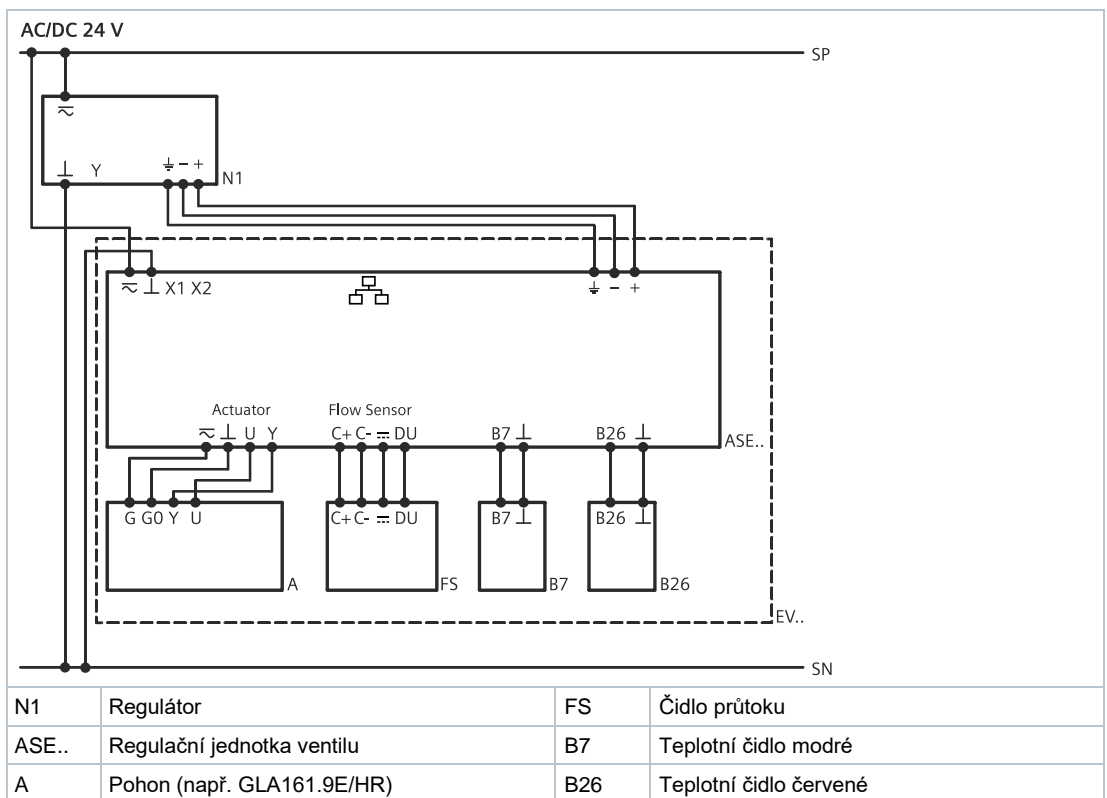 AC/DC 24 V
SP
⊥ Y ⏚ - +
N1
⊥ X1 X2 ⏚ - +
Actuator Flow Sensor
⊥ U Y C+ C- DU B7 ⊥ B26 ⊥
ASE..
G G0 Y U C+ C- DU B7 ⊥ B26 ⊥
A FS B7 B26
EV..
SN
N1 Regulátor FS Čidlo průtoku
ASE.. Regulační jednotka ventilu B7 Teplotní čidlo modré
A Pohon (např. GLA161.9E/HR) B26 Teplotní čidlo červené